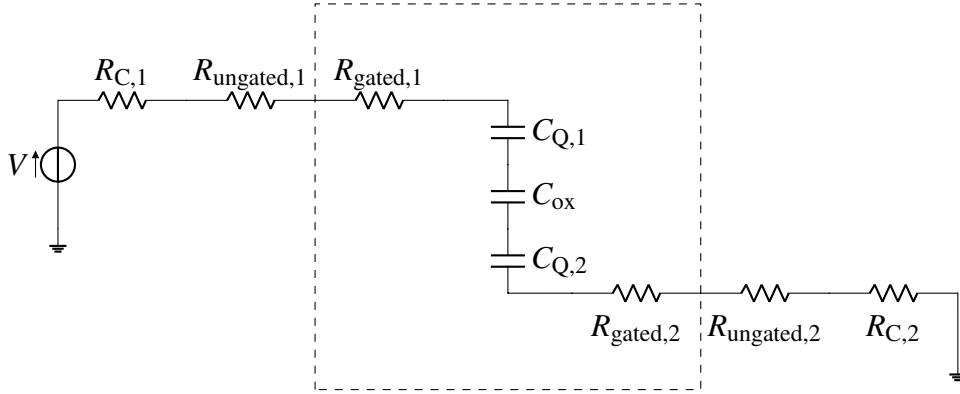 R_C,1
R_ungated,1
R_gated,1
C_Q,1
V
C_ox
C_Q,2
R_gated,2
R_ungated,2
R_C,2